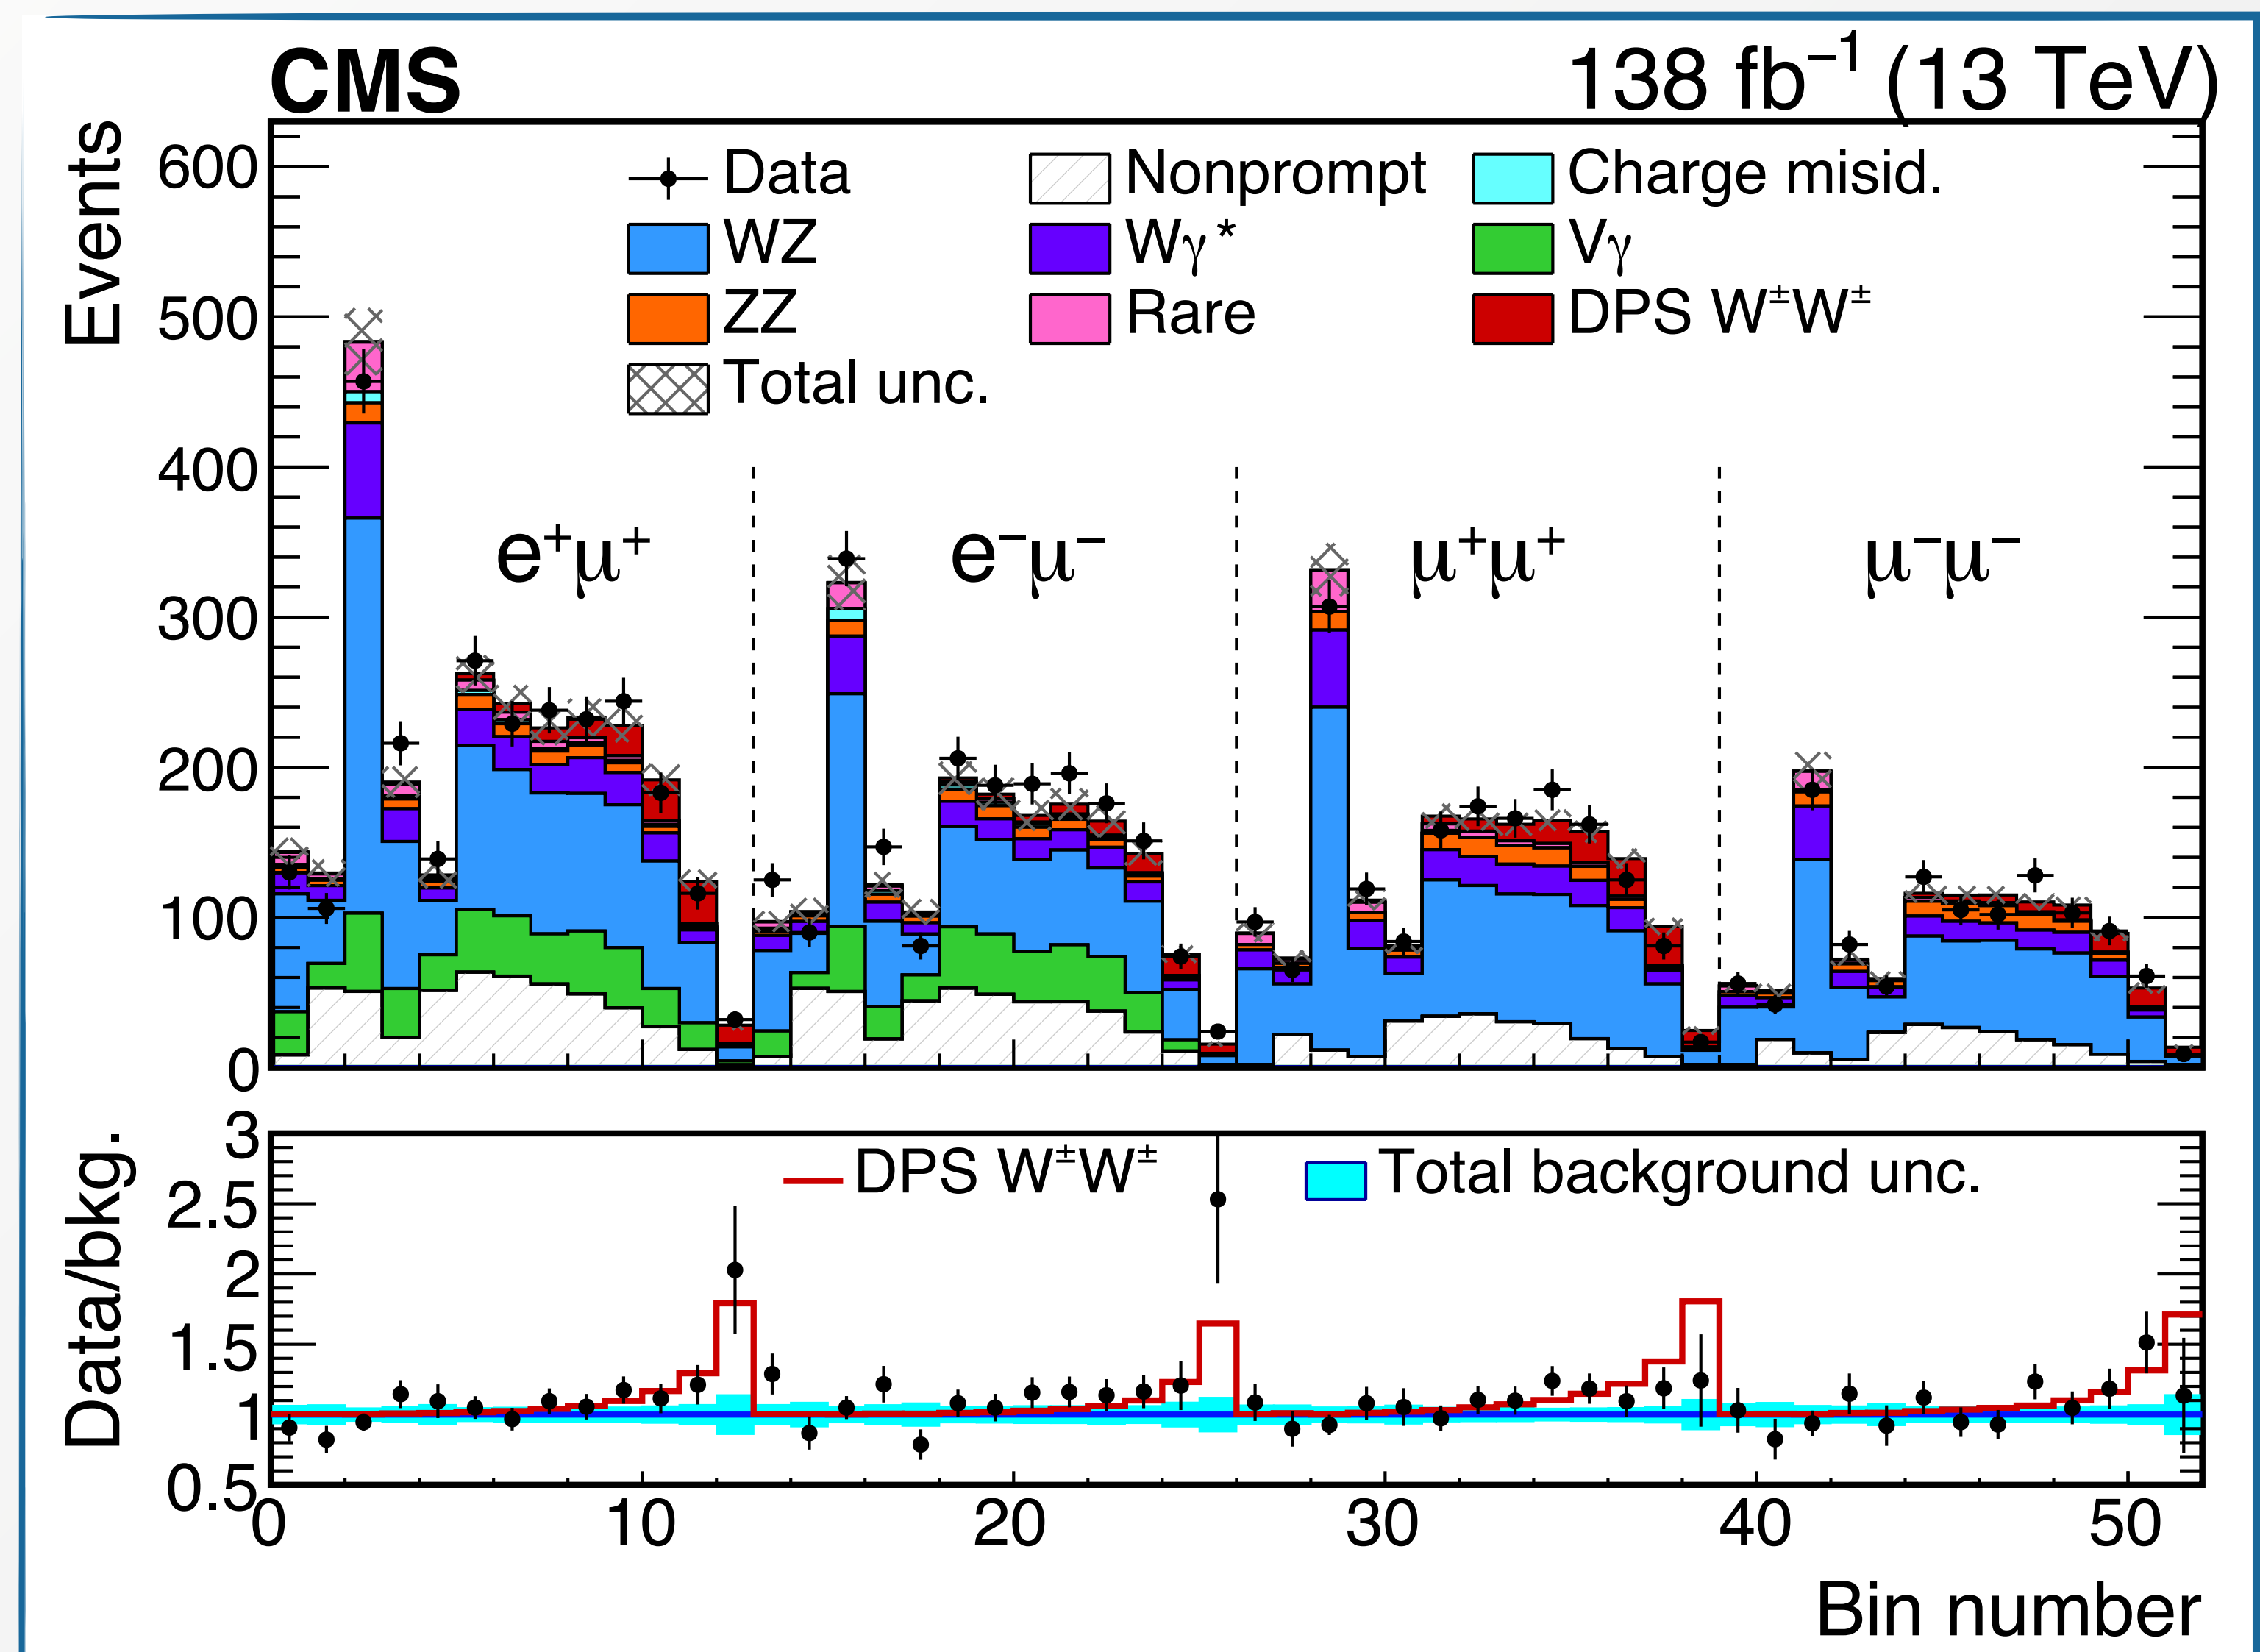 CMS 138 fb⁻¹ (13 TeV)
Events
600
500
400
300
200
100
0
Data Nonprompt Charge misid.
WZ Wγ* Vγ
ZZ Rare DPS W±W±
Total unc.
e⁺μ⁺ e⁻μ⁻ μ⁺μ⁺ μ⁻μ⁻
Data/bkg.
3
2.5
2
1.5
1
0.5
DPS W±W± Total background unc.
0 10 20 30 40 50
Bin number